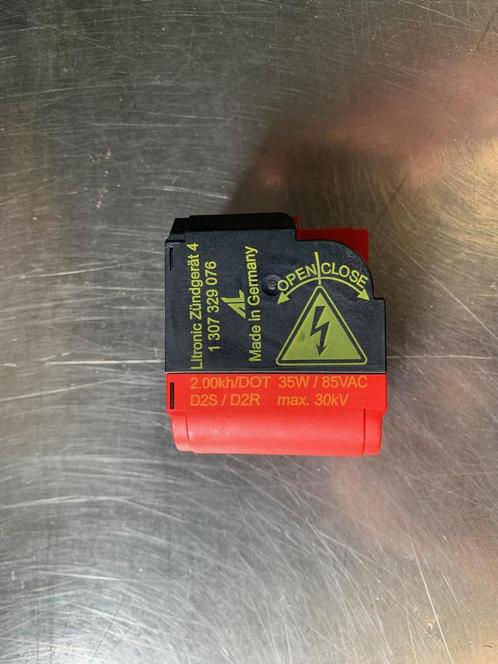 Litronic Zündgerät 4
1 307 329 076
AL
Made in Germany
OPEN CLOSE
2.00kh/DOT 35W / 85VAC
D2S / D2R max. 30kV